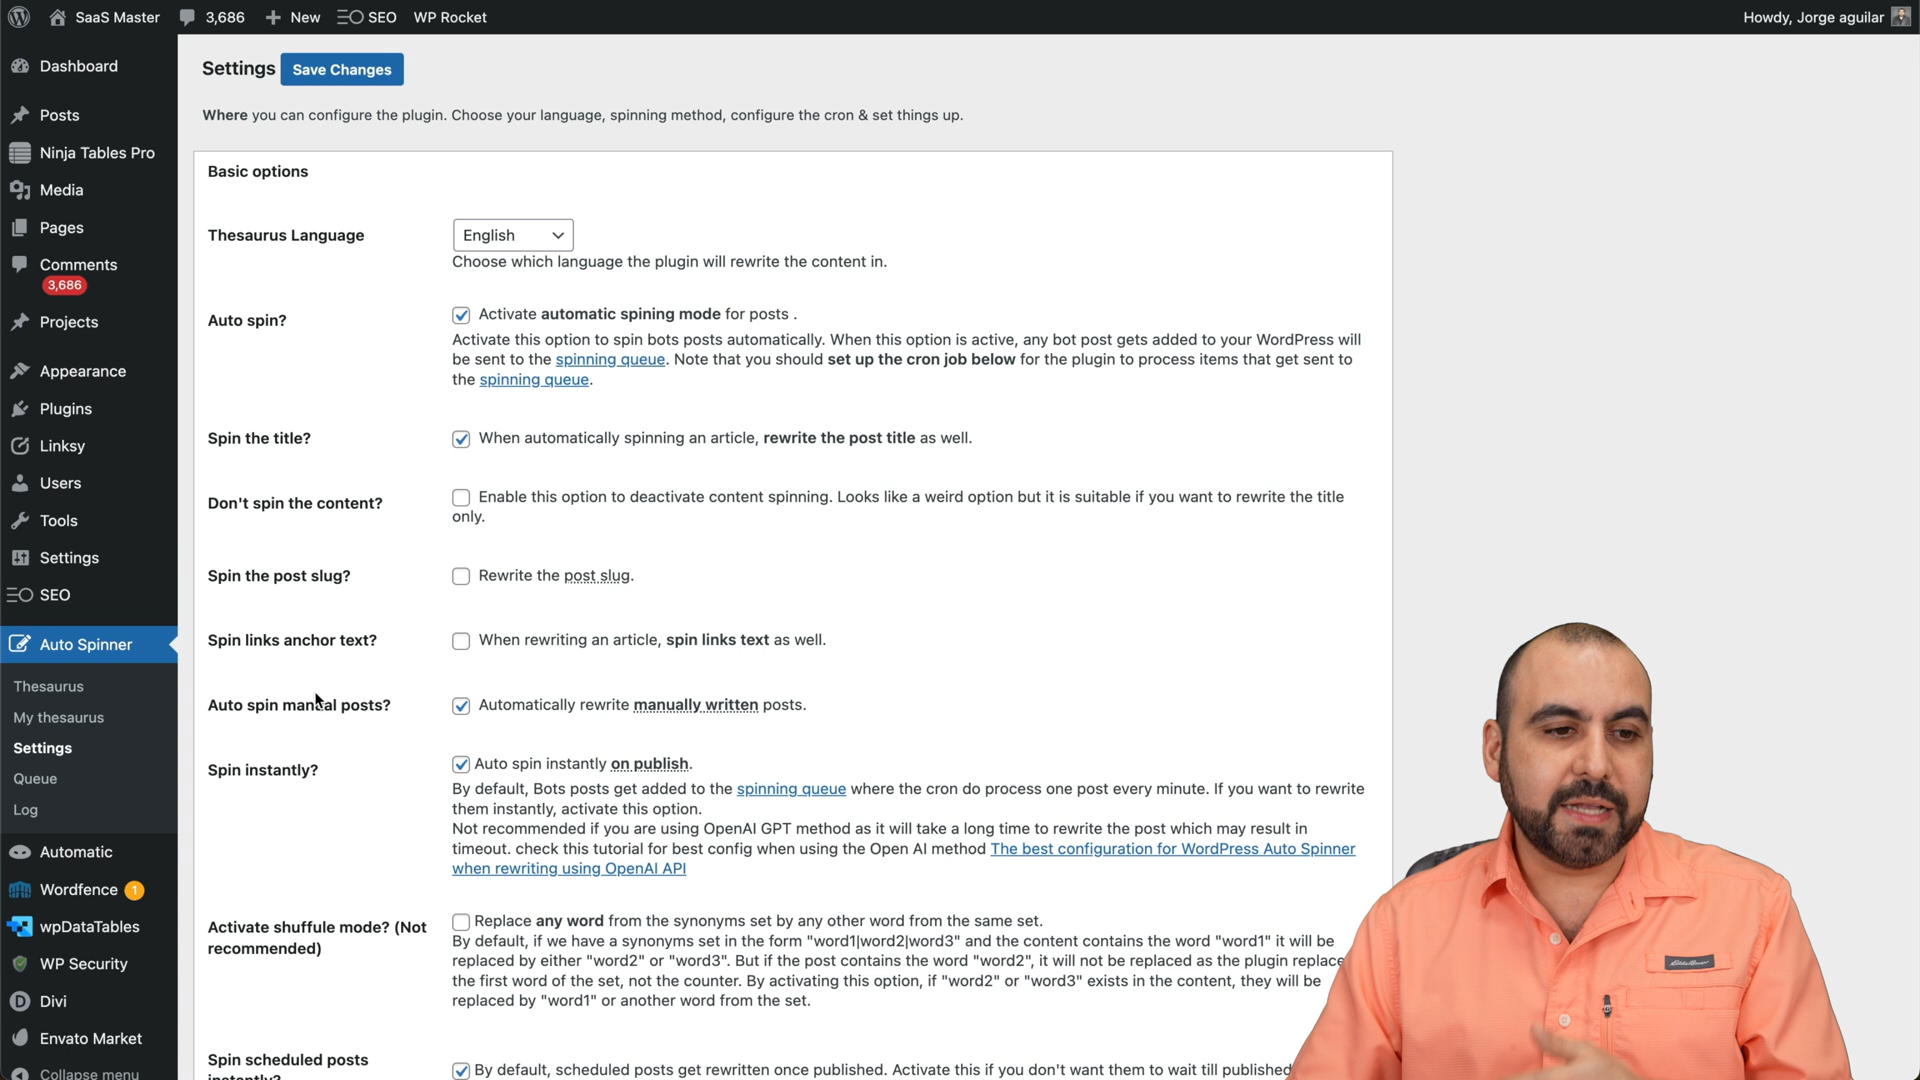 SaaS Master 3,686 New SEO WP Rocket Howdy, Jorge aguilar
Dashboard
Posts
Ninja Tables Pro
Media
Pages
Comments
3,686
Projects
Appearance
Plugins
Linksy
Users
Tools
Settings
SEO
Auto Spinner
Thesaurus
My thesaurus
Settings
Queue
Log
Automatic
Wordfence 1
wpDataTables
WP Security
Divi
Envato Market
Collapse menu
Settings Save Changes
Where you can configure the plugin. Choose your language, spinning method, configure the cron & set things up.
Basic options
Thesaurus Language English
Choose which language the plugin will rewrite the content in.
Auto spin? Activate automatic spining mode for posts .
Activate this option to spin bots posts automatically. When this option is active, any bot post gets added to your WordPress will
be sent to the spinning queue. Note that you should set up the cron job below for the plugin to process items that get sent to
the spinning queue.
Spin the title? When automatically spinning an article, rewrite the post title as well.
Don't spin the content? Enable this option to deactivate content spinning. Looks like a weird option but it is suitable if you want to rewrite the title
only.
Spin the post slug? Rewrite the post slug.
Spin links anchor text? When rewriting an article, spin links text as well.
Auto spin manual posts? Automatically rewrite manually written posts.
Spin instantly? Auto spin instantly on publish.
By default, Bots posts get added to the spinning queue where the cron do process one post every minute. If you want to rewrite
them instantly, activate this option.
Not recommended if you are using OpenAI GPT method as it will take a long time to rewrite the post which may result in
timeout. check this tutorial for best config when using the Open AI method The best configuration for WordPress Auto Spinner
when rewriting using OpenAI API
Activate shuffule mode? (Not
recommended)
Replace any word from the synonyms set by any other word from the same set.
By default, if we have a synonyms set in the form "word1|word2|word3" and the content contains the word "word1" it will be
replaced by either "word2" or "word3". But if the post contains the word "word2", it will not be replaced as the plugin replace
the first word of the set, not the counter. By activating this option, if "word2" or "word3" exists in the content, they will be
replaced by "word1" or another word from the set.
Spin scheduled posts
instantly?
By default, scheduled posts get rewritten once published. Activate this if you don't want them to wait till published